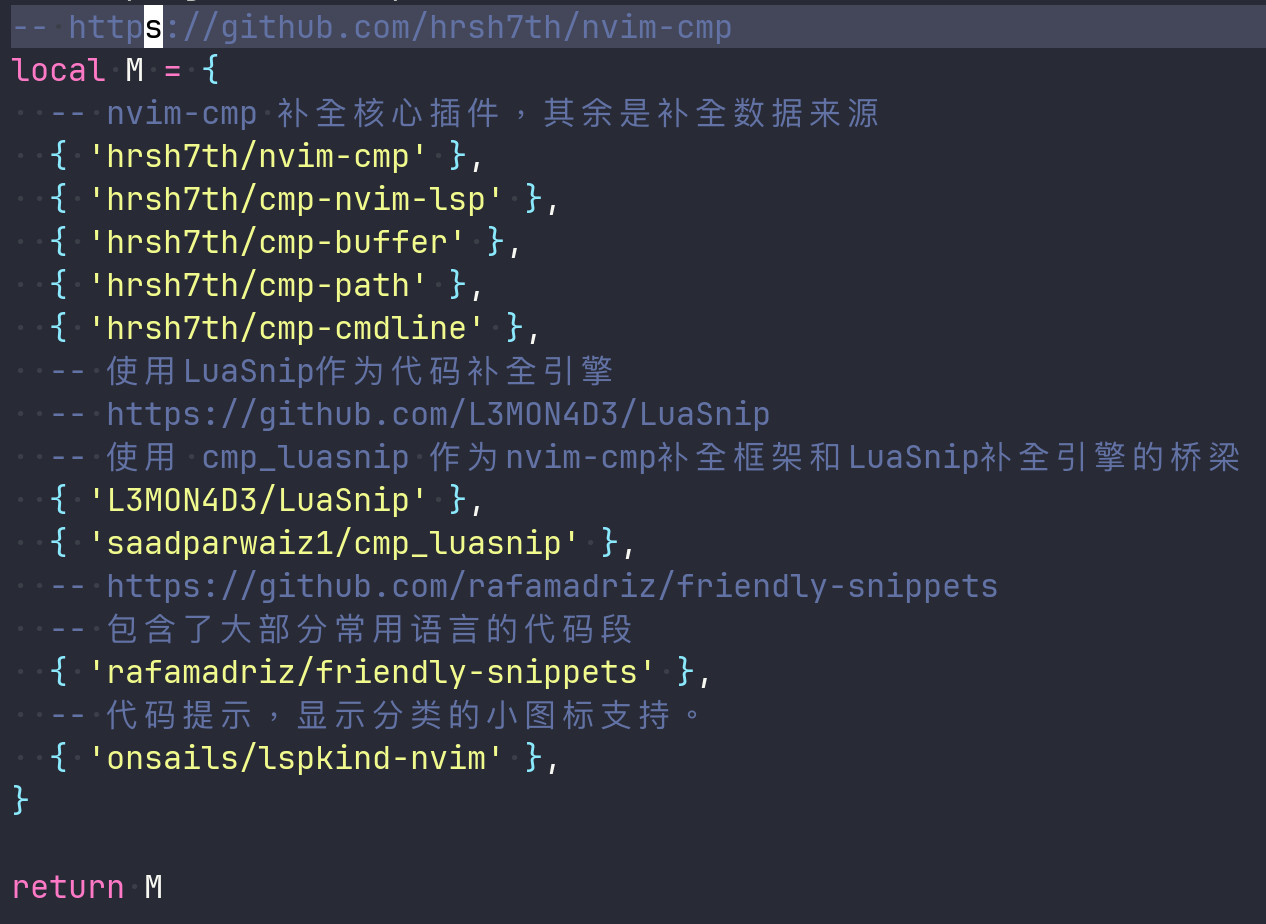 -- https://github.com/hrsh7th/nvim-cmp
local M = {
  -- nvim-cmp 补全核心插件，其余是补全数据来源
  { 'hrsh7th/nvim-cmp' },
  { 'hrsh7th/cmp-nvim-lsp' },
  { 'hrsh7th/cmp-buffer' },
  { 'hrsh7th/cmp-path' },
  { 'hrsh7th/cmp-cmdline' },
  -- 使用LuaSnip作为代码补全引擎
  -- https://github.com/L3MON4D3/LuaSnip
  -- 使用 cmp_luasnip 作为nvim-cmp补全框架和LuaSnip补全引擎的桥梁
  { 'L3MON4D3/LuaSnip' },
  { 'saadparwaiz1/cmp_luasnip' },
  -- https://github.com/rafamadriz/friendly-snippets
  -- 包含了大部分常用语言的代码段
  { 'rafamadriz/friendly-snippets' },
  -- 代码提示，显示分类的小图标支持。
  { 'onsails/lspkind-nvim' },
}
return M